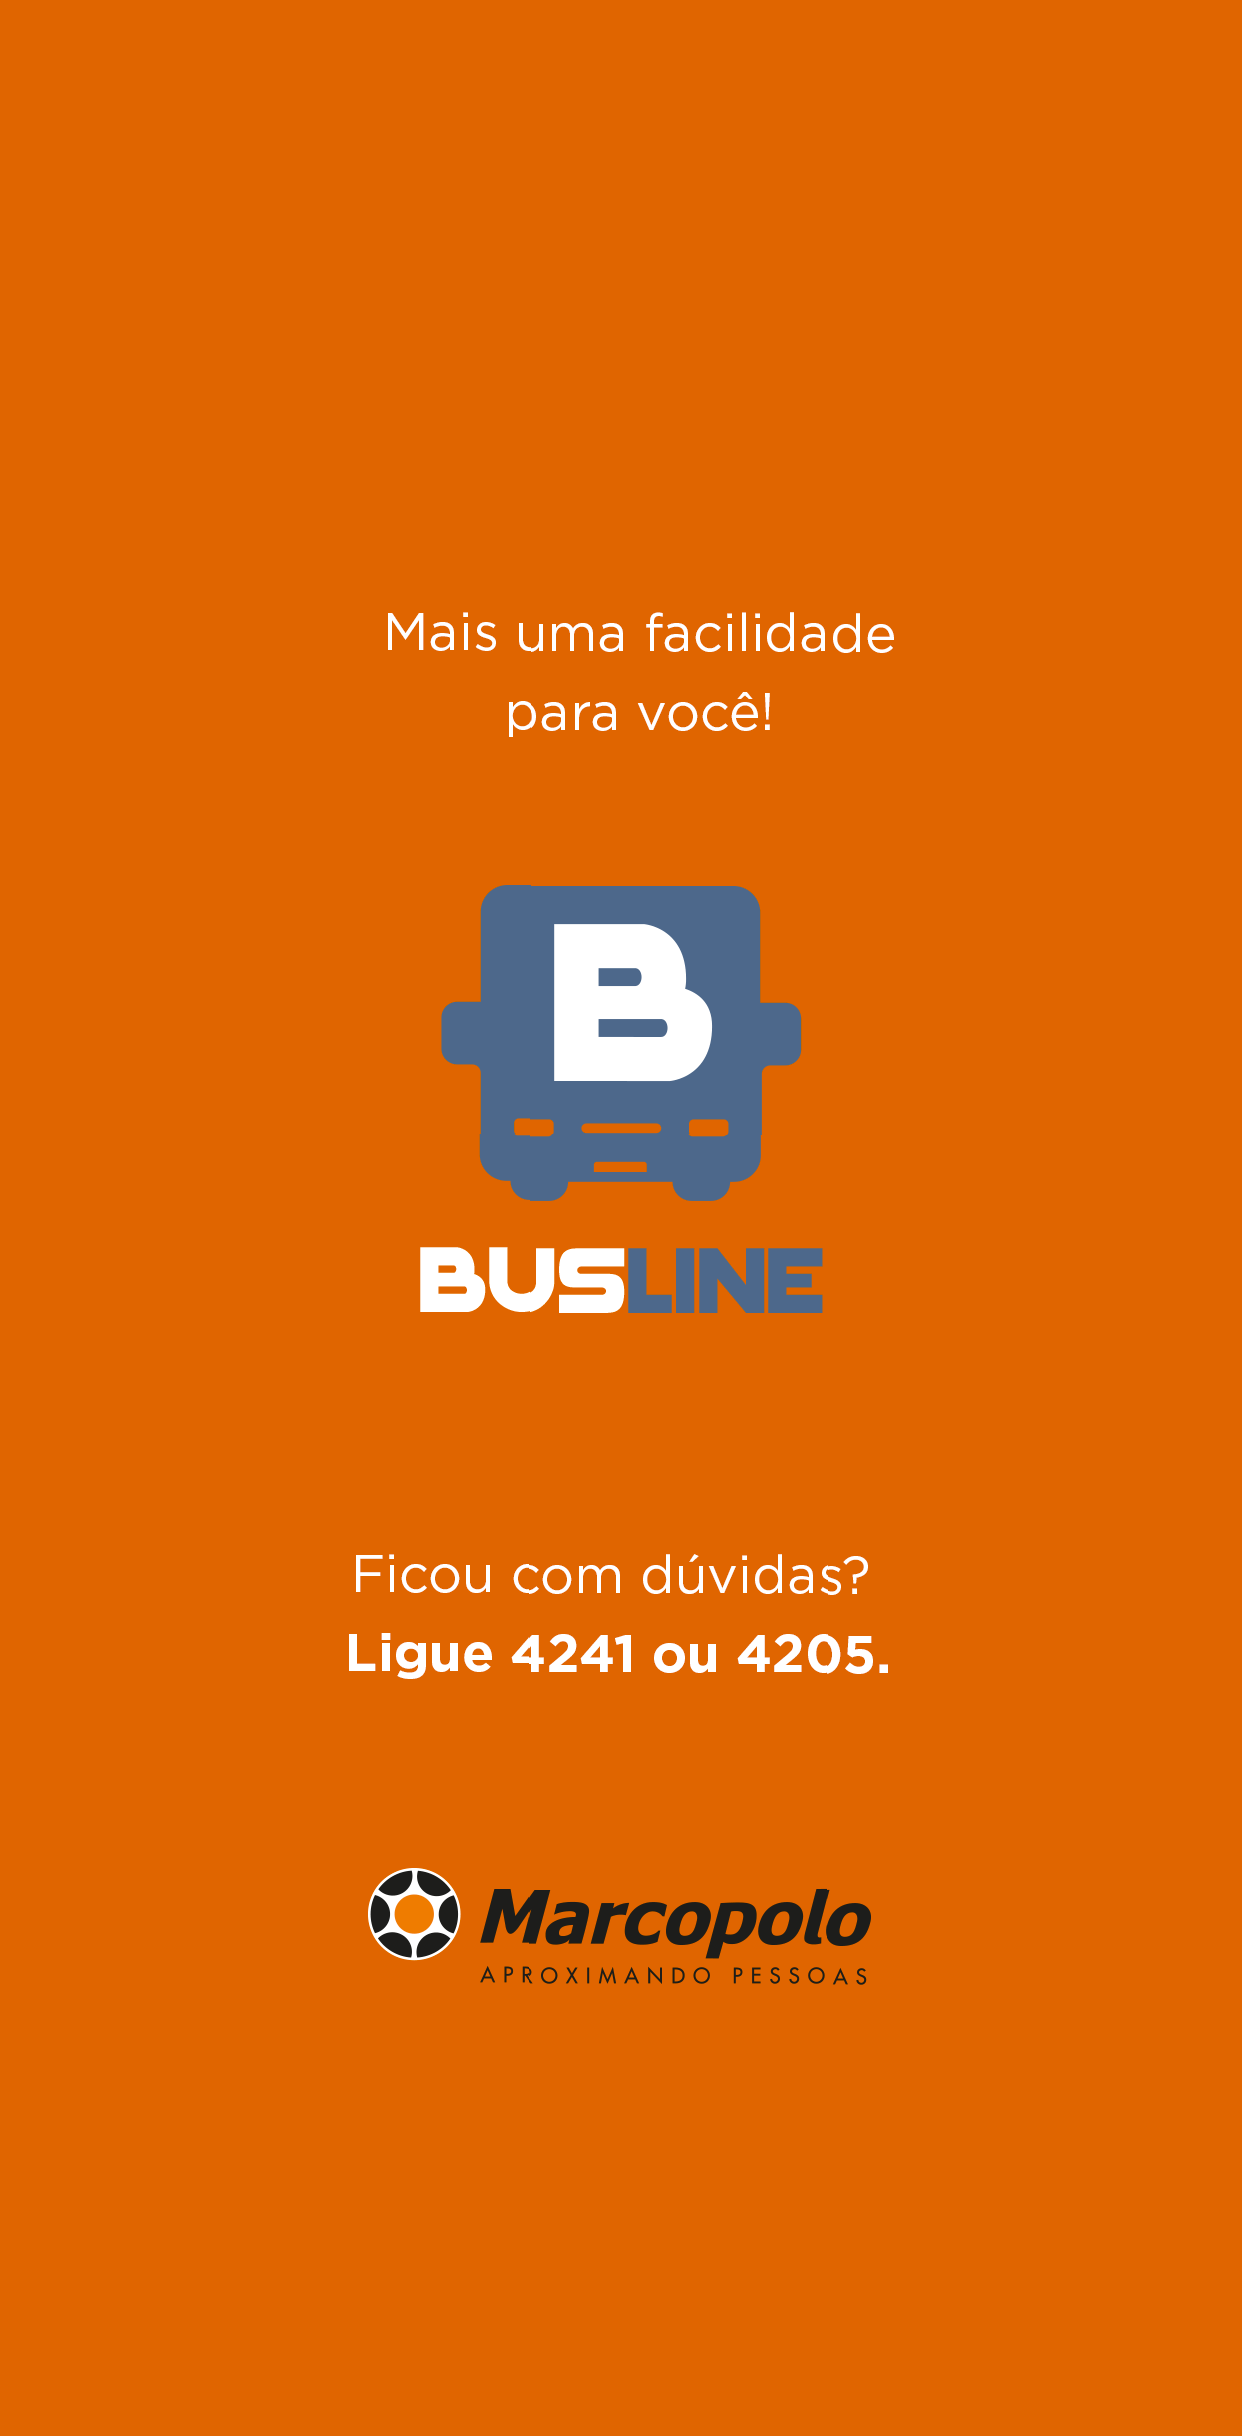 Mais uma facilidade
para você!
B
BUSLINE
Ficou com dúvidas?
Ligue 4241 ou 4205.
Marcopolo
APROXIMANDO PESSOAS